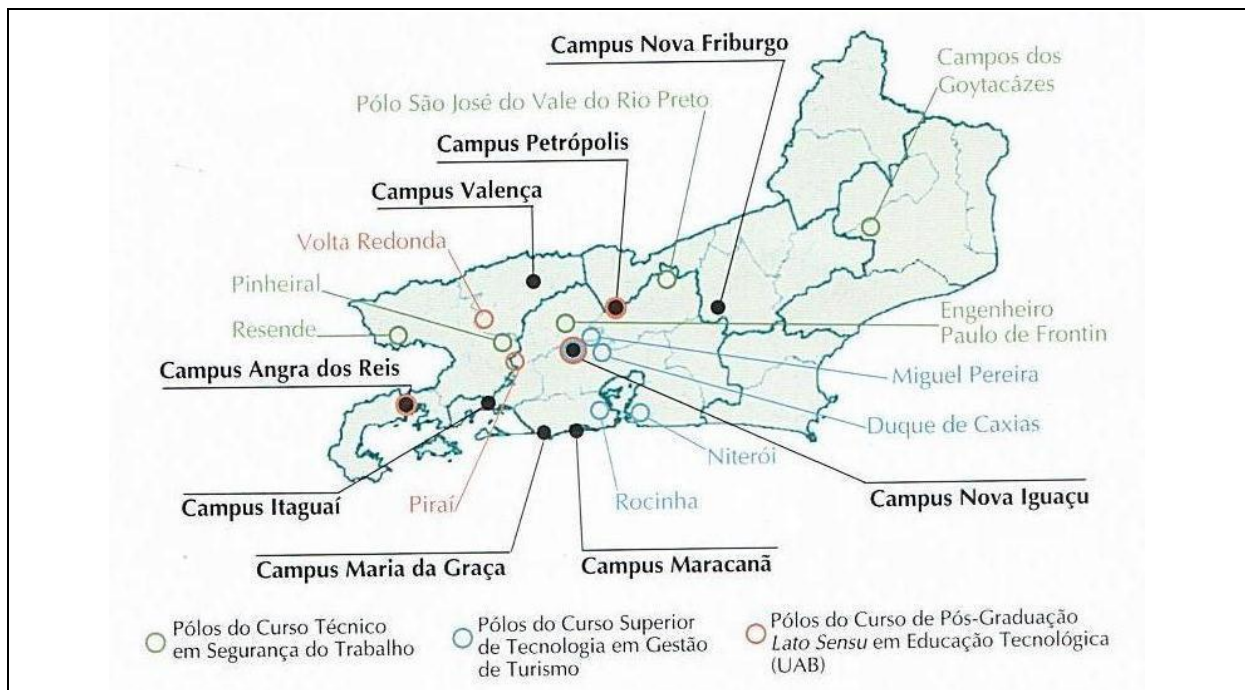 Campus Nova Friburgo
Campos dos
Goytacázes
Pólo São José do Vale do Rio Preto
Campus Petrópolis
Campus Valença
Volta Redonda
Pinheiral
Resende
Engenheiro
Paulo de Frontin
Campus Angra dos Reis
Miguel Pereira
Duque de Caxias
Niterói
Campus Itaguaí
Piraí
Rocinha
Campus Nova Iguaçu
Campus Maria da Graça
Campus Maracanã
Pólos do Curso Técnico
em Segurança do Trabalho
Pólos do Curso Superior
de Tecnologia em Gestão
de Turismo
Pólos do Curso de Pós-Graduação
Lato Sensu em Educação Tecnológica
(UAB)